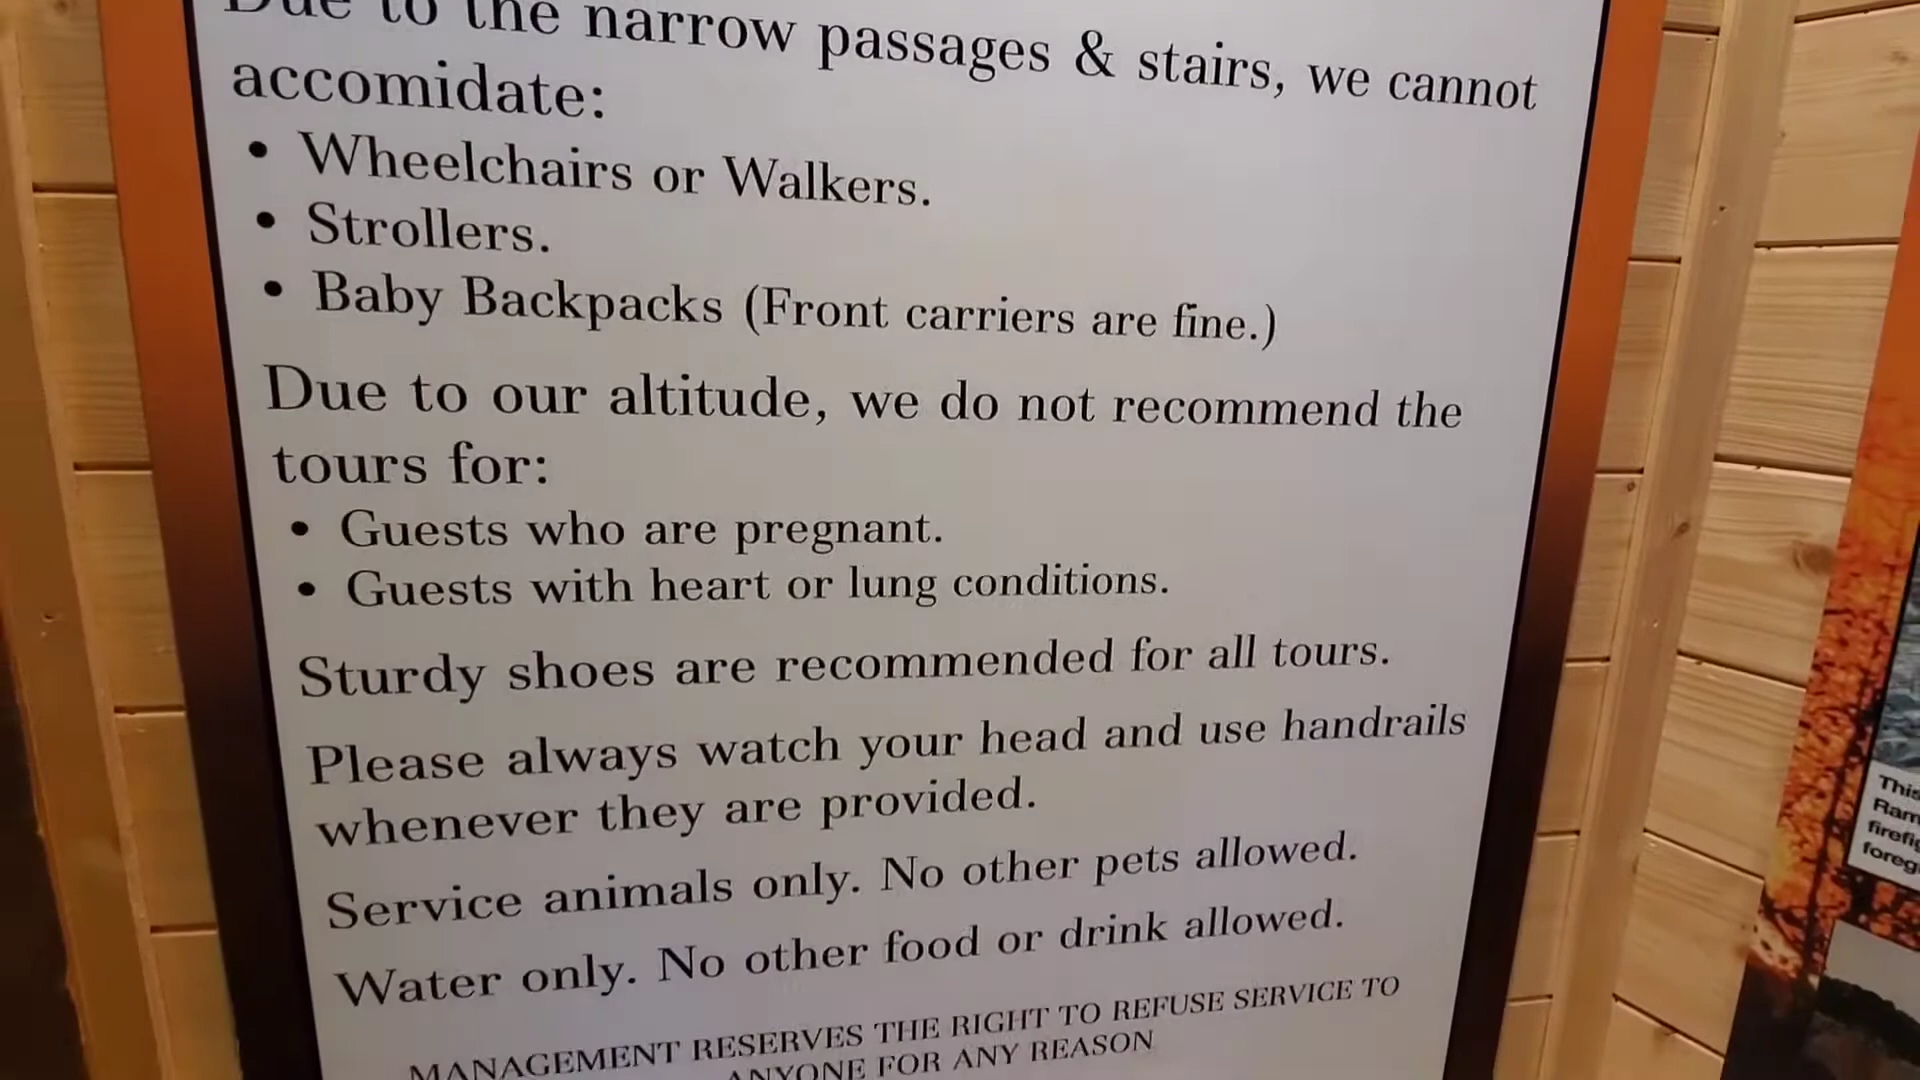 Due to the narrow passages & stairs, we cannot
accomidate:
• Wheelchairs or Walkers.
• Strollers.
• Baby Backpacks (Front carriers are fine.)
Due to our altitude, we do not recommend the
tours for:
• Guests who are pregnant.
• Guests with heart or lung conditions.
Sturdy shoes are recommended for all tours.
Please always watch your head and use handrails
whenever they are provided.
Service animals only. No other pets allowed.
Water only. No other food or drink allowed.
MANAGEMENT RESERVES THE RIGHT TO REFUSE SERVICE TO
ANYONE FOR ANY REASON
This